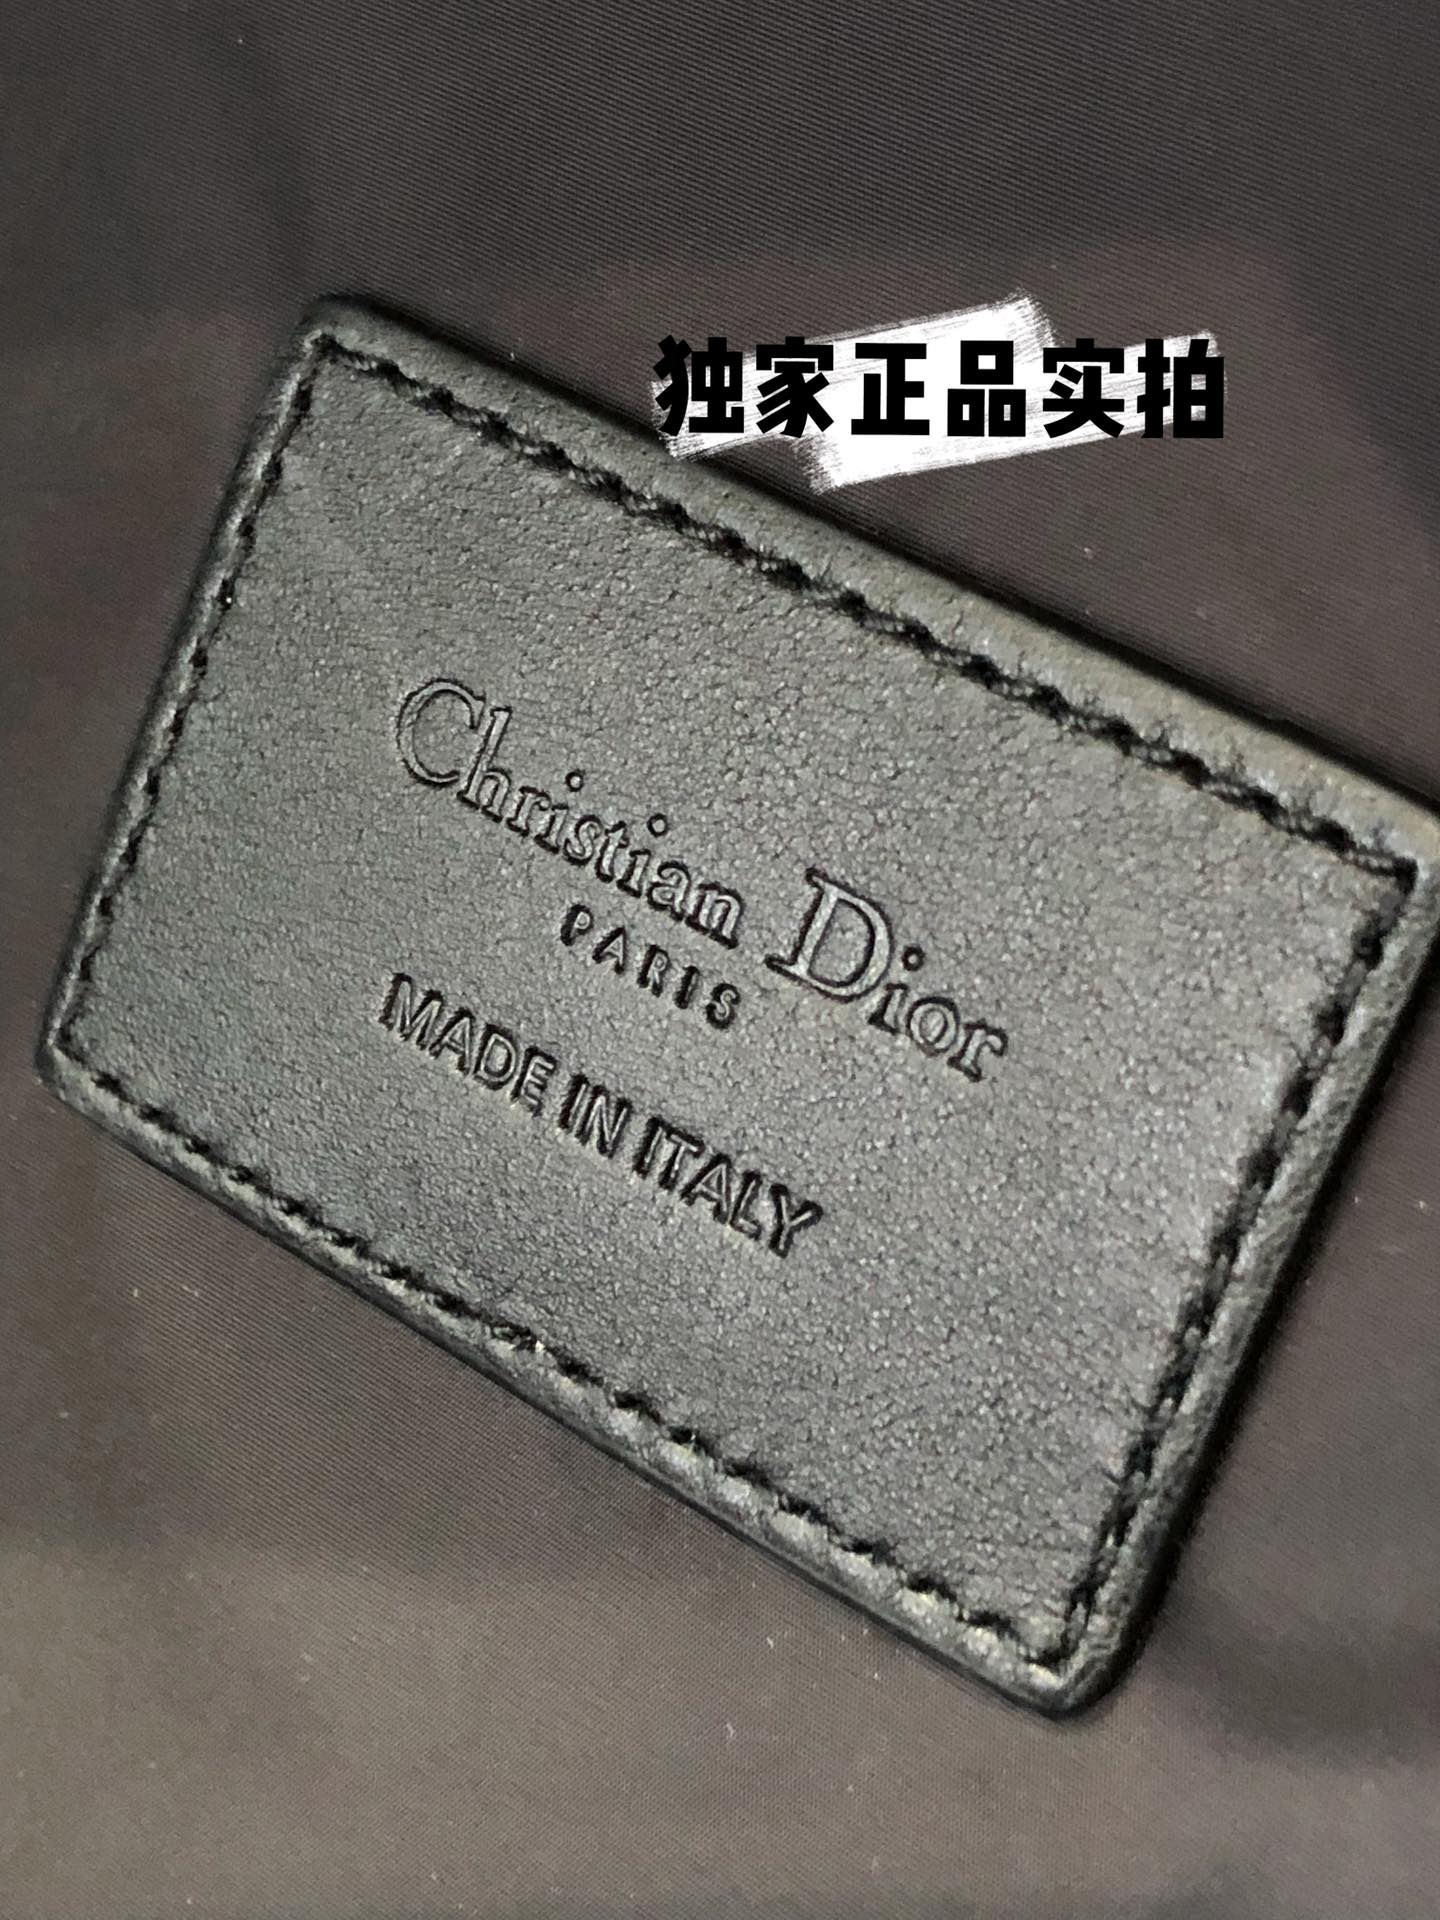 独家正品实拍
Christian Dior
PARIS
MADE IN ITALY